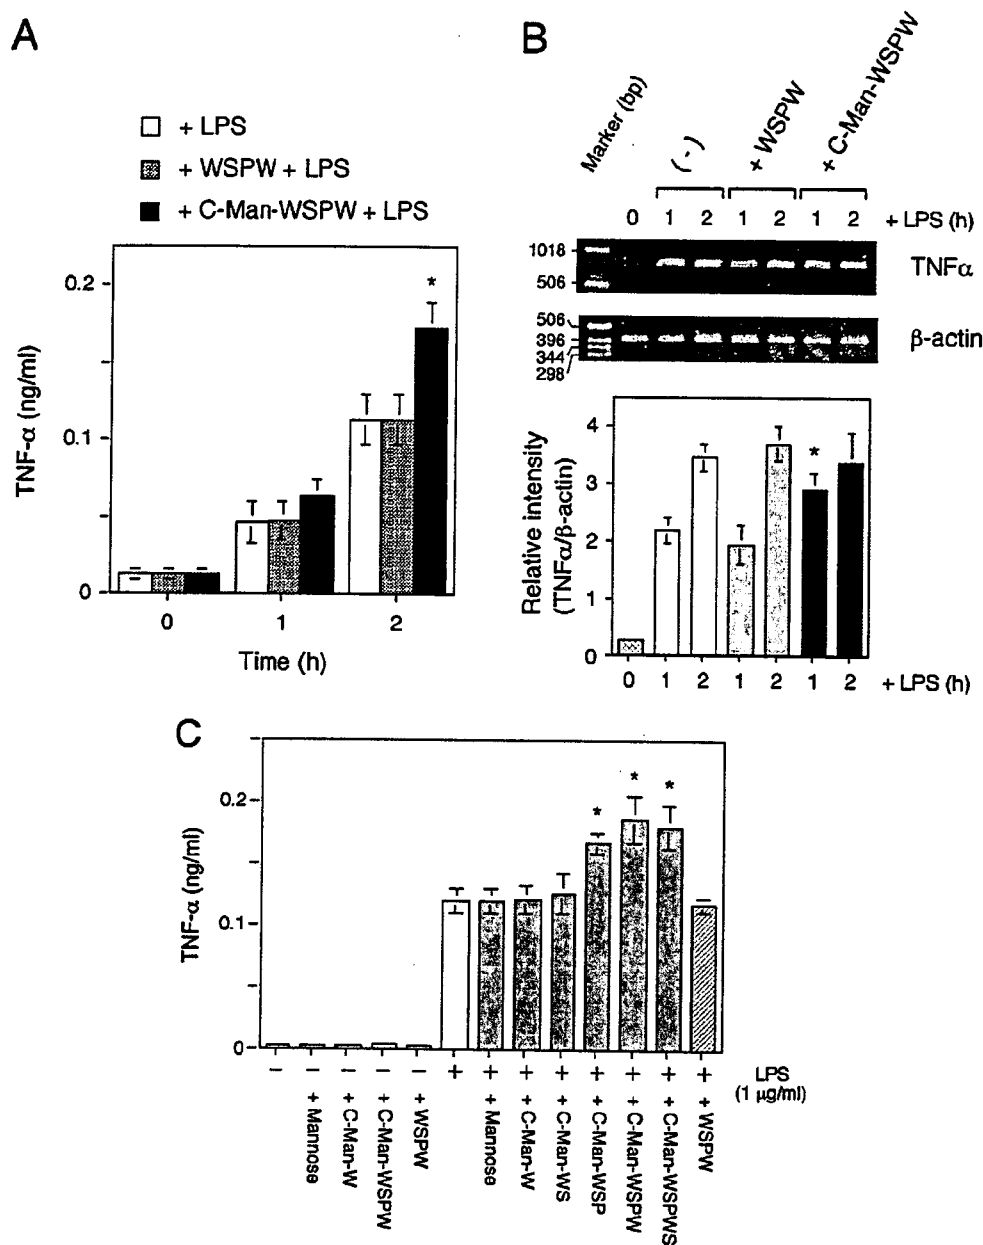 A
+ LPS
+ WSPW + LPS
+ C-Man-WSPW + LPS
TNF-α (ng/ml)
0.2
0.1
0
*
0 1 2
Time (h)
B
Marker (bp)
(-)
+ WSPW
+ C-Man-WSPW
0 1 2 1 2 1 2 + LPS (h)
1018
506
TNFα
506
396
344
298
β-actin
Relative intensity
(TNFα/β-actin)
4
3
2
1
0
*
0 1 2 1 2 1 2 + LPS (h)
C
TNF-α (ng/ml)
0.2
0.1
0
* * *
− − − − − + + + + + + + + LPS
(1 µg/ml)
+ Mannose
+ C-Man-W
+ C-Man-WSPW
+ WSPW
+ Mannose
+ C-Man-W
+ C-Man-WS
+ C-Man-WSP
+ C-Man-WSPW
+ C-Man-WSPWS
+ WSPW